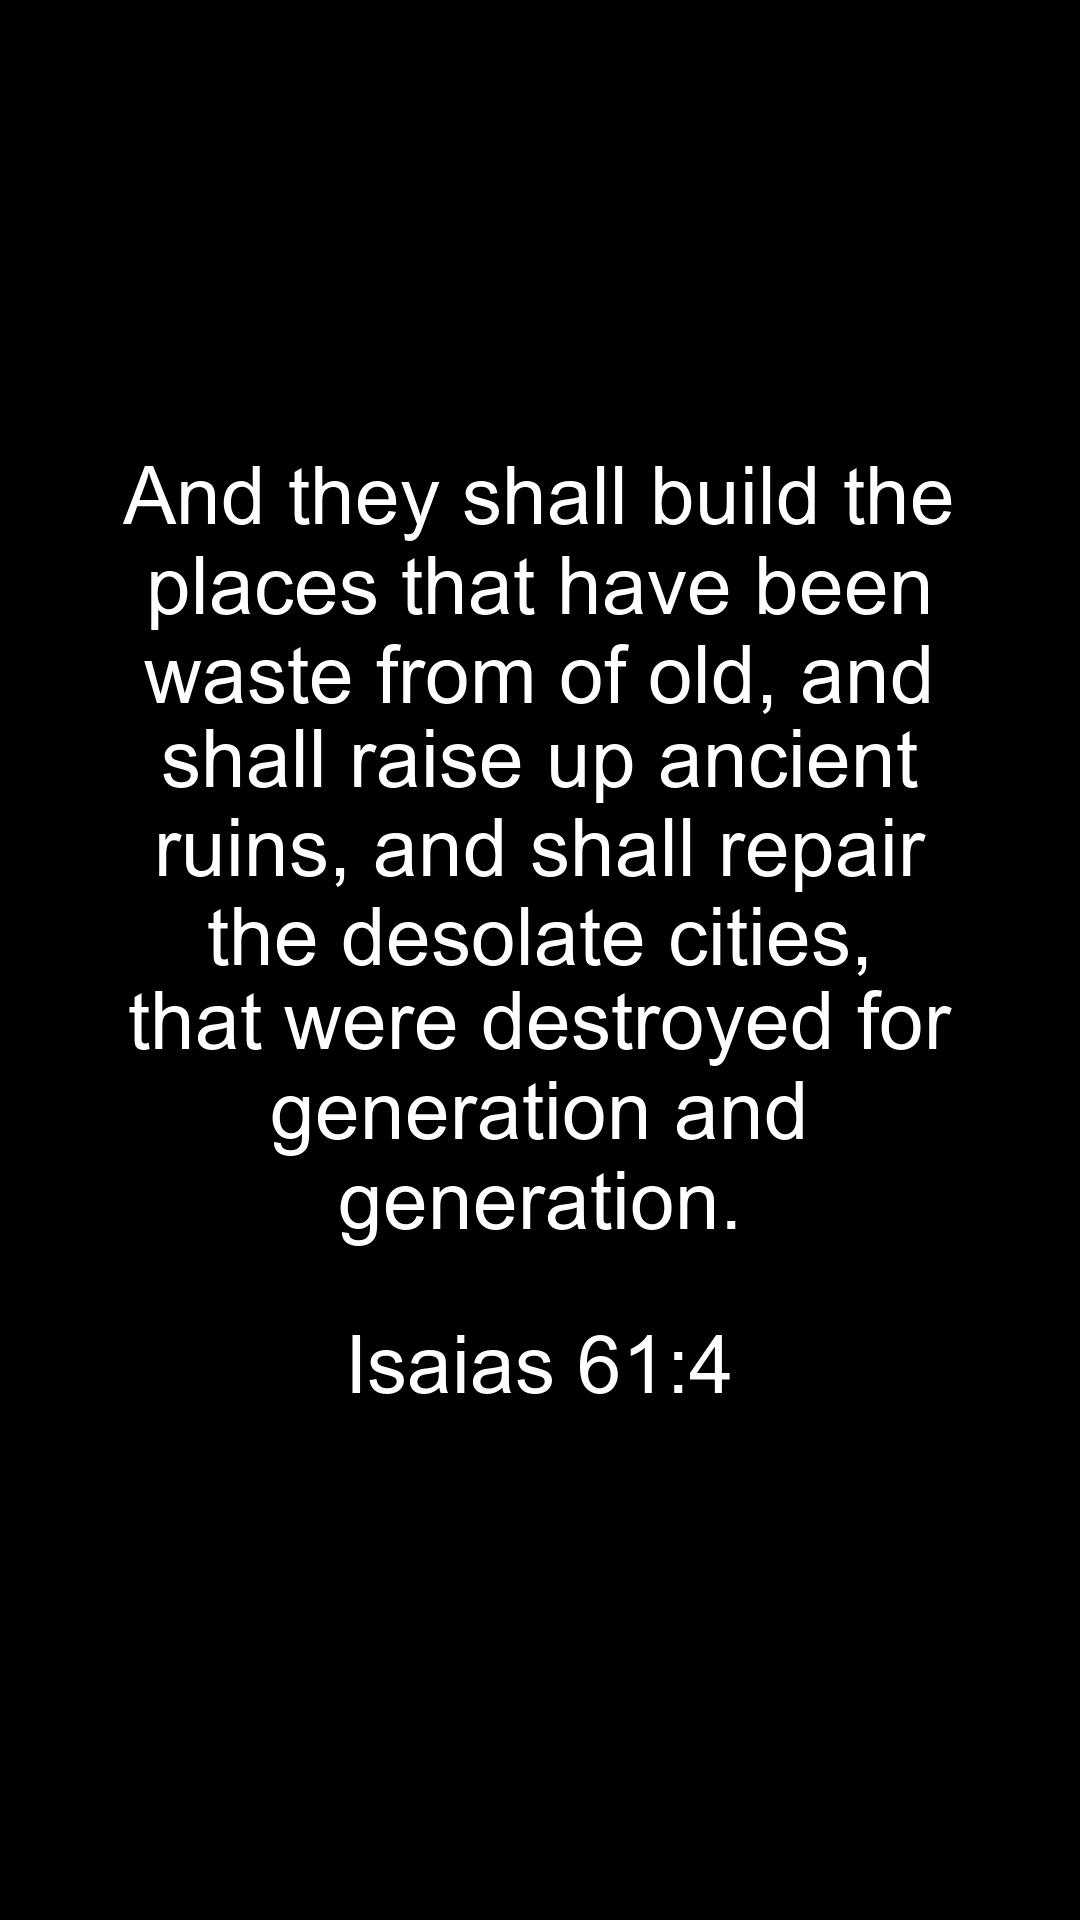 And they shall build the
places that have been
waste from of old, and
shall raise up ancient
ruins, and shall repair
the desolate cities,
that were destroyed for
generation and
generation.
Isaias 61:4